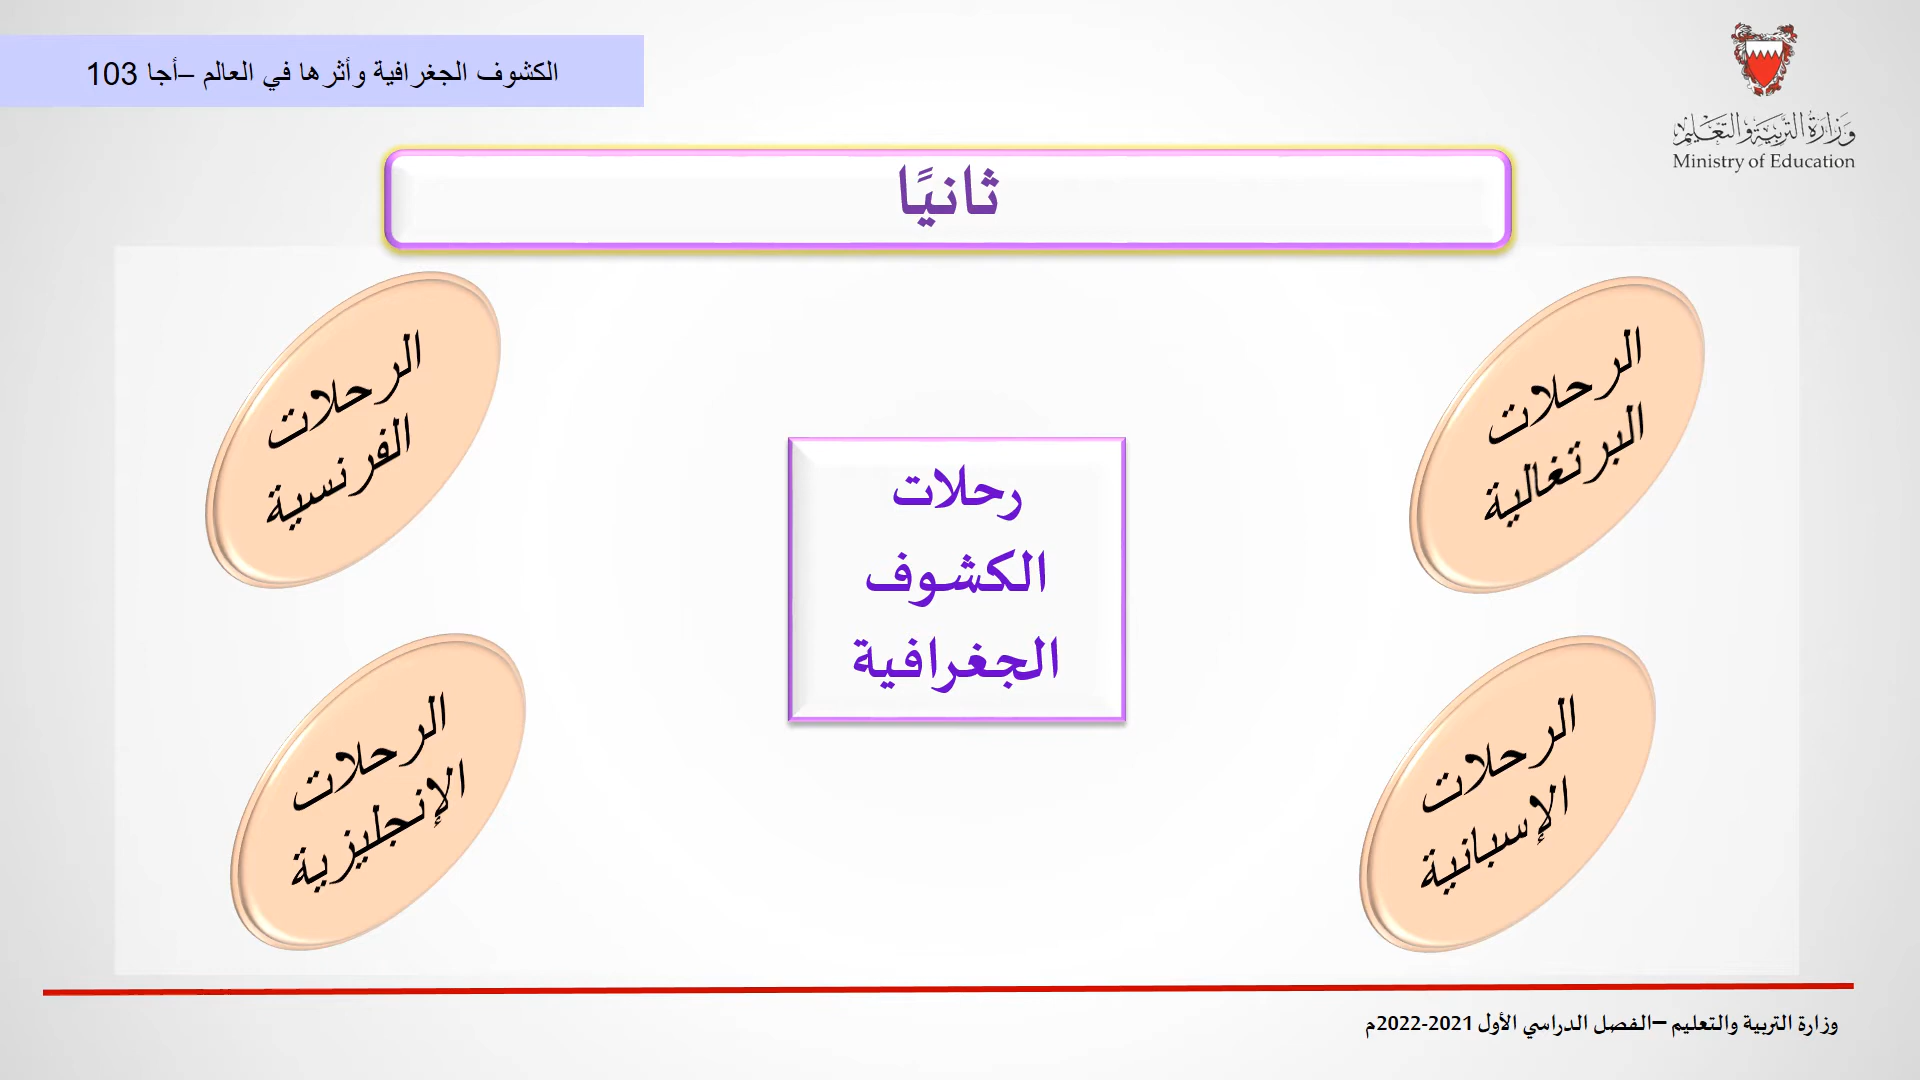 الكشوف الجغرافية وأثرها في العالم –أجا 103
وزارة التربية والتعليم
Ministry of Education
ثانيًا
الرحلات
البرتغالية
الرحلات
الفرنسية
رحلات
الكشوف
الجغرافية
الرحلات
الإسبانية
الرحلات
الإنجليزية
وزارة التربية والتعليم –الفصل الدراسي الأول 2021-2022م